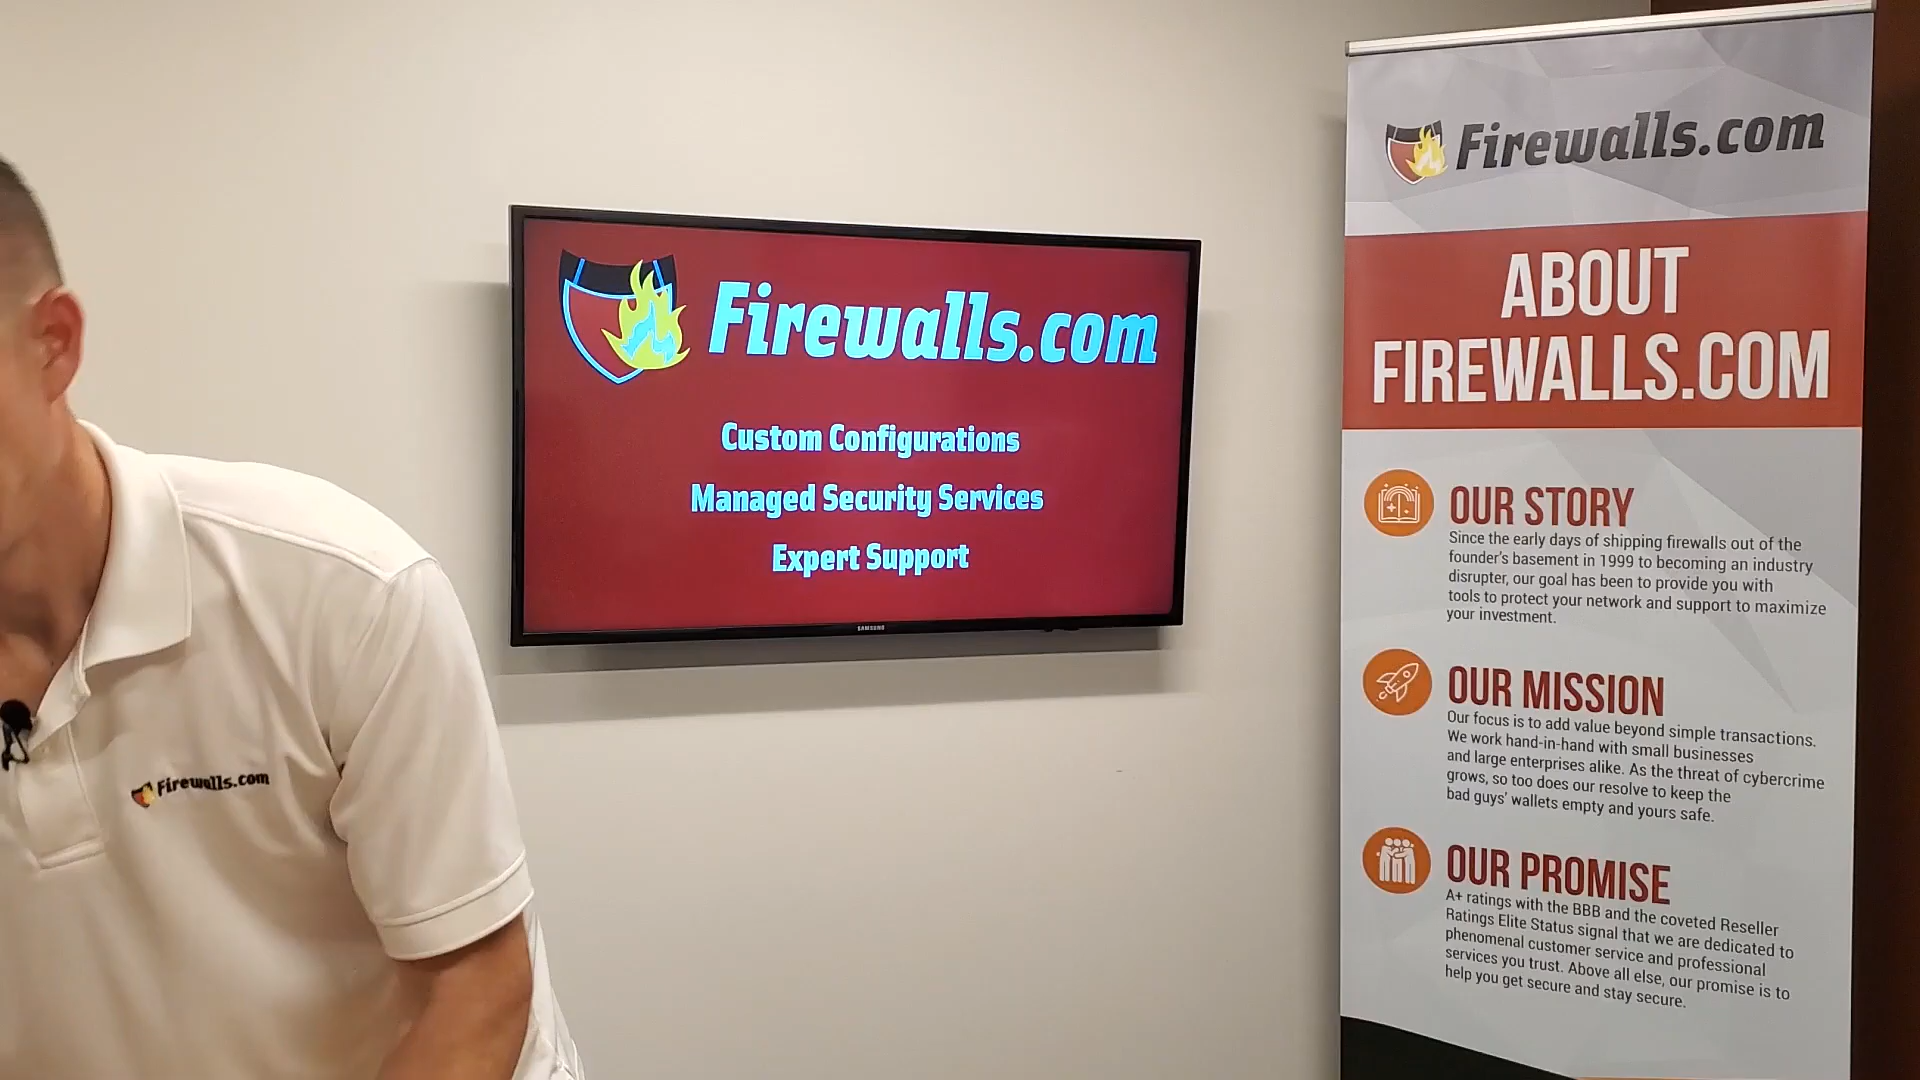 Firewalls.com
Custom Configurations
Managed Security Services
Expert Support
SAMSUNG
Firewalls.com
Firewalls.com
ABOUT
FIREWALLS.COM
OUR STORY
Since the early days of shipping firewalls out of the
founder's basement in 1999 to becoming an industry
disrupter, our goal has been to provide you with
tools to protect your network and support to maximize
your investment.
OUR MISSION
Our focus is to add value beyond simple transactions.
We work hand-in-hand with small businesses
and large enterprises alike. As the threat of cybercrime
grows, so too does our resolve to keep the
bad guys' wallets empty and yours safe.
OUR PROMISE
A+ ratings with the BBB and the coveted Reseller
Ratings Elite Status signal that we are dedicated to
phenomenal customer service and professional
services you trust. Above all else, our promise is to
help you get secure and stay secure.